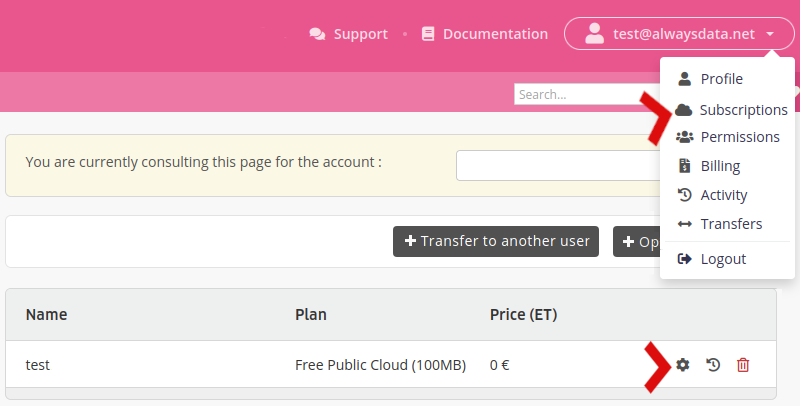 Support
Documentation
test@alwaysdata.net
Search...
Profile
Subscriptions
Permissions
Billing
Activity
Transfers
Logout
You are currently consulting this page for the account :
Transfer to another user
Name Plan Price (ET)
test Free Public Cloud (100MB) 0 €